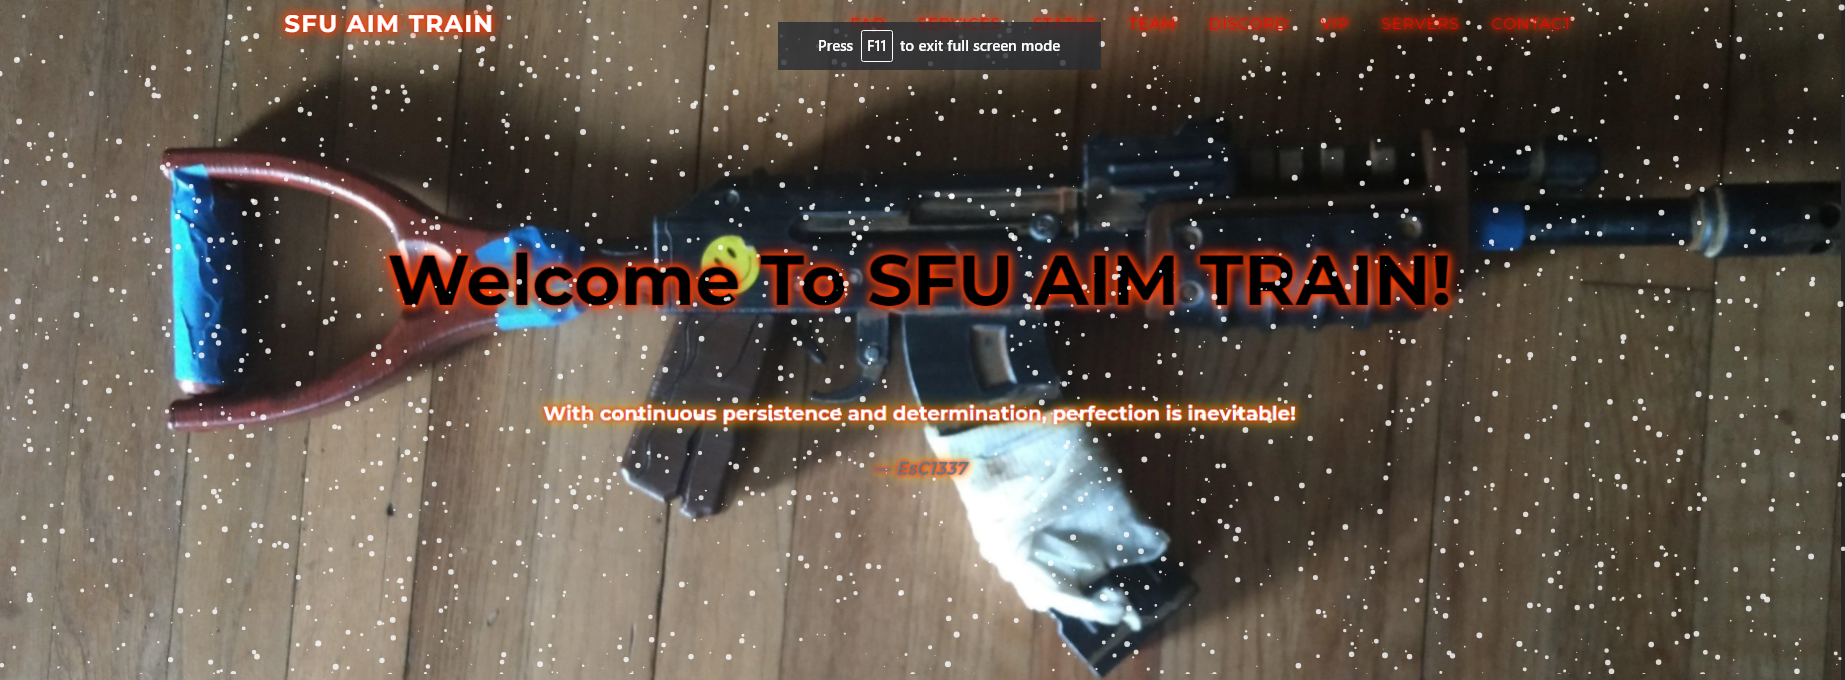 SFU AIM TRAIN
FAQ SERVICES STATUS TEAM DISCORD VIP SERVERS CONTACT
Press F11 to exit full screen mode
Welcome To SFU AIM TRAIN!
With continuous persistence and determination, perfection is inevitable!
— EsC1337